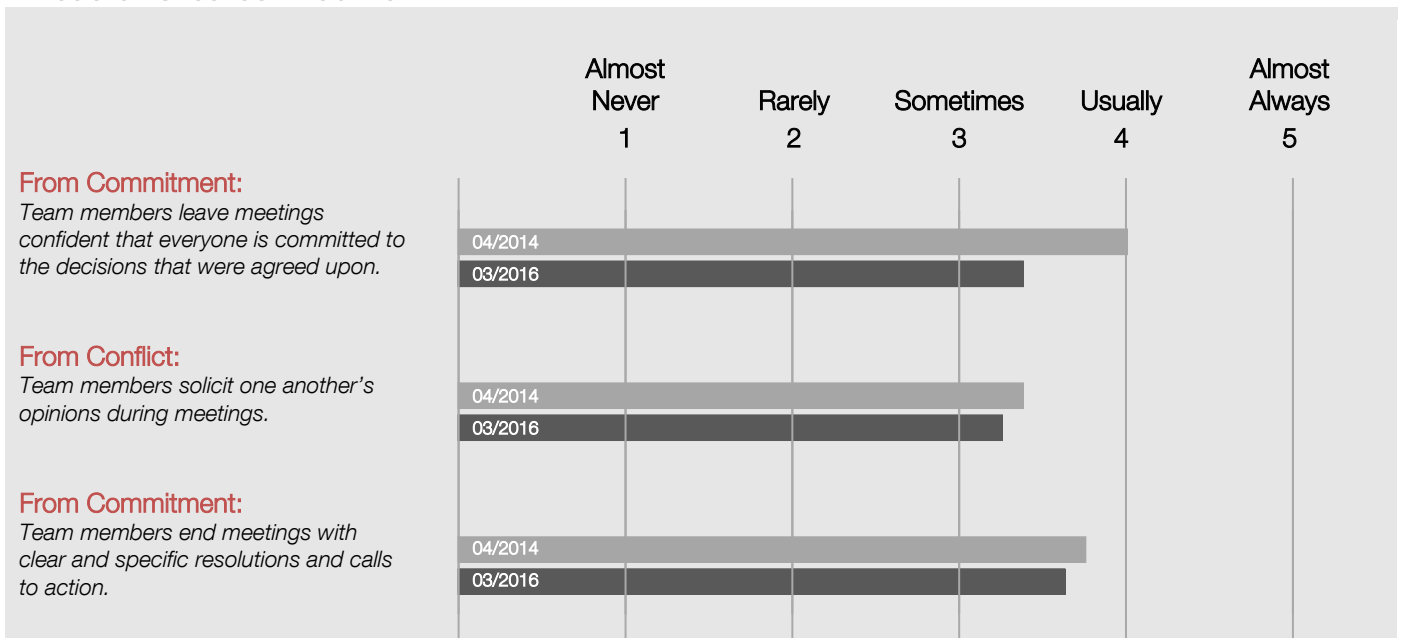 Almost
Never
Rarely
Sometimes
Usually
Almost
Always
1
2
3
4
5
From Commitment:
Team members leave meetings
confident that everyone is committed to
the decisions that were agreed upon.
04/2014
03/2016
From Conflict:
Team members solicit one another's
opinions during meetings.
04/2014
03/2016
From Commitment:
Team members end meetings with
clear and specific resolutions and calls
to action.
04/2014
03/2016